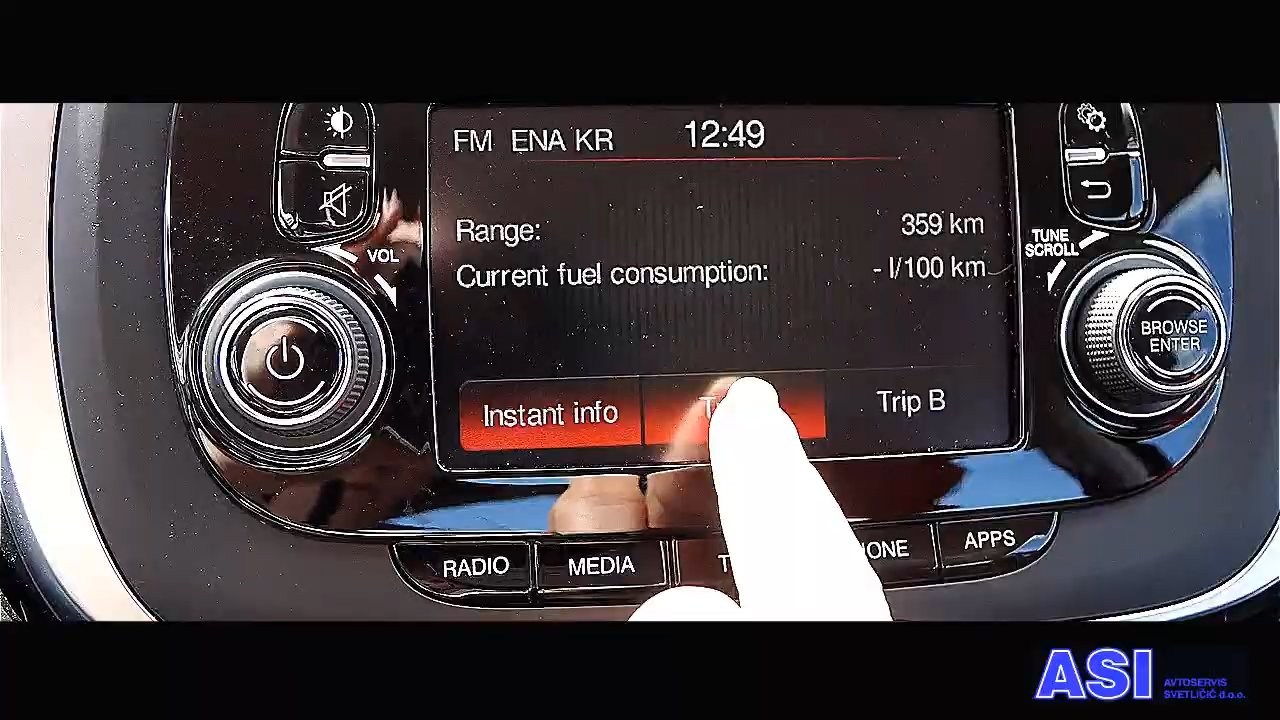 FM ENA KR 12:49
VOL
TUNE
SCROLL
Range: 359 km
Current fuel consumption: - l/100 km
BROWSE
ENTER
Instant info Trip B
RADIO MEDIA APPS
ASI AVTOSERVIS
SVETLIČIČ d.o.o.